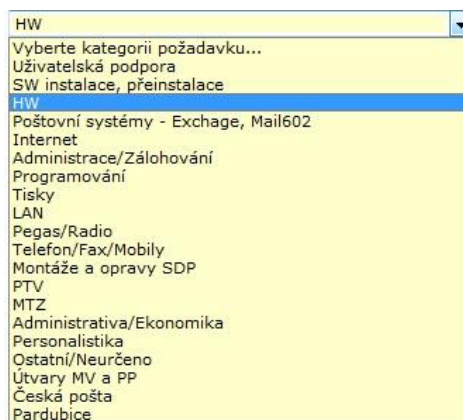 HW
Vyberte kategorii požadavku...
Uživatelská podpora
SW instalace, přeinstalace
HW
Poštovní systémy - Exchage, Mail602
Internet
Administrace/Zálohování
Programování
Tisky
LAN
Pegas/Radio
Telefon/Fax/Mobily
Montáže a opravy SDP
PTV
MTZ
Administrativa/Ekonomika
Personalistika
Ostatní/Neurčeno
Útvary MV a PP
Česká pošta
Pardubice